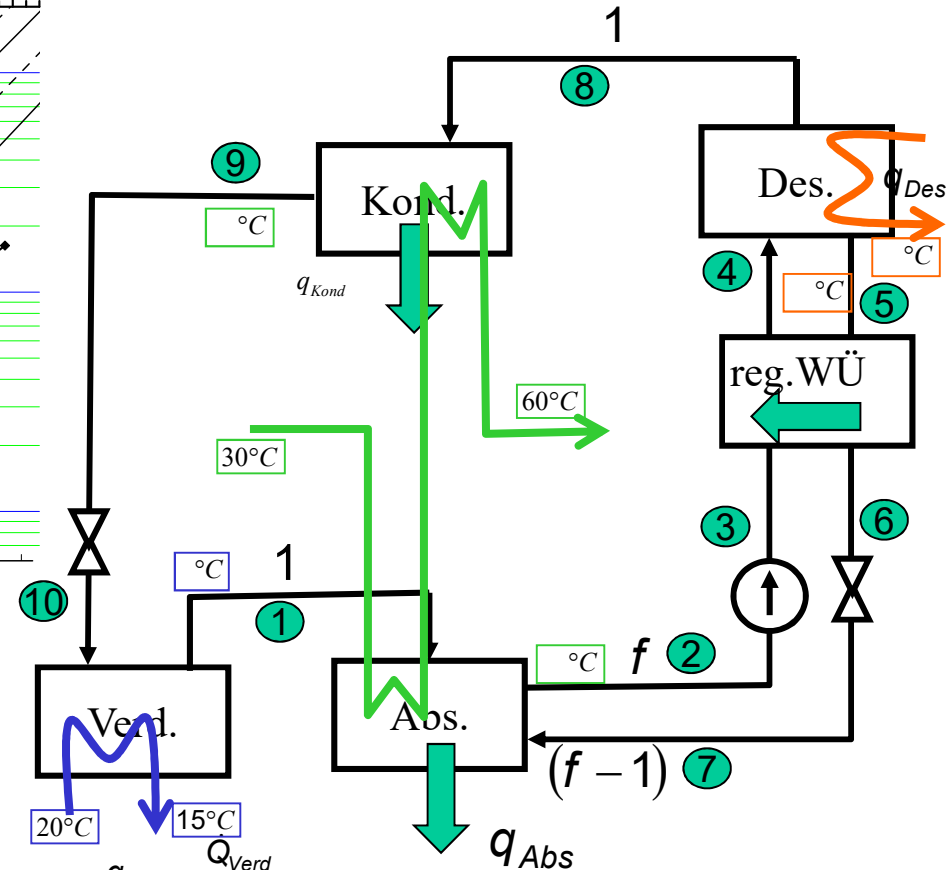 1
8
9
Kond.
Des.
q_Des
°C
°C
q_Kond
4
°C
5
reg.WÜ
60°C
30°C
3
6
°C
1
10
1
°C
f
2
Verd.
Abs.
(f – 1)
7
20°C
15°C
Q̇_Verd
q_Abs